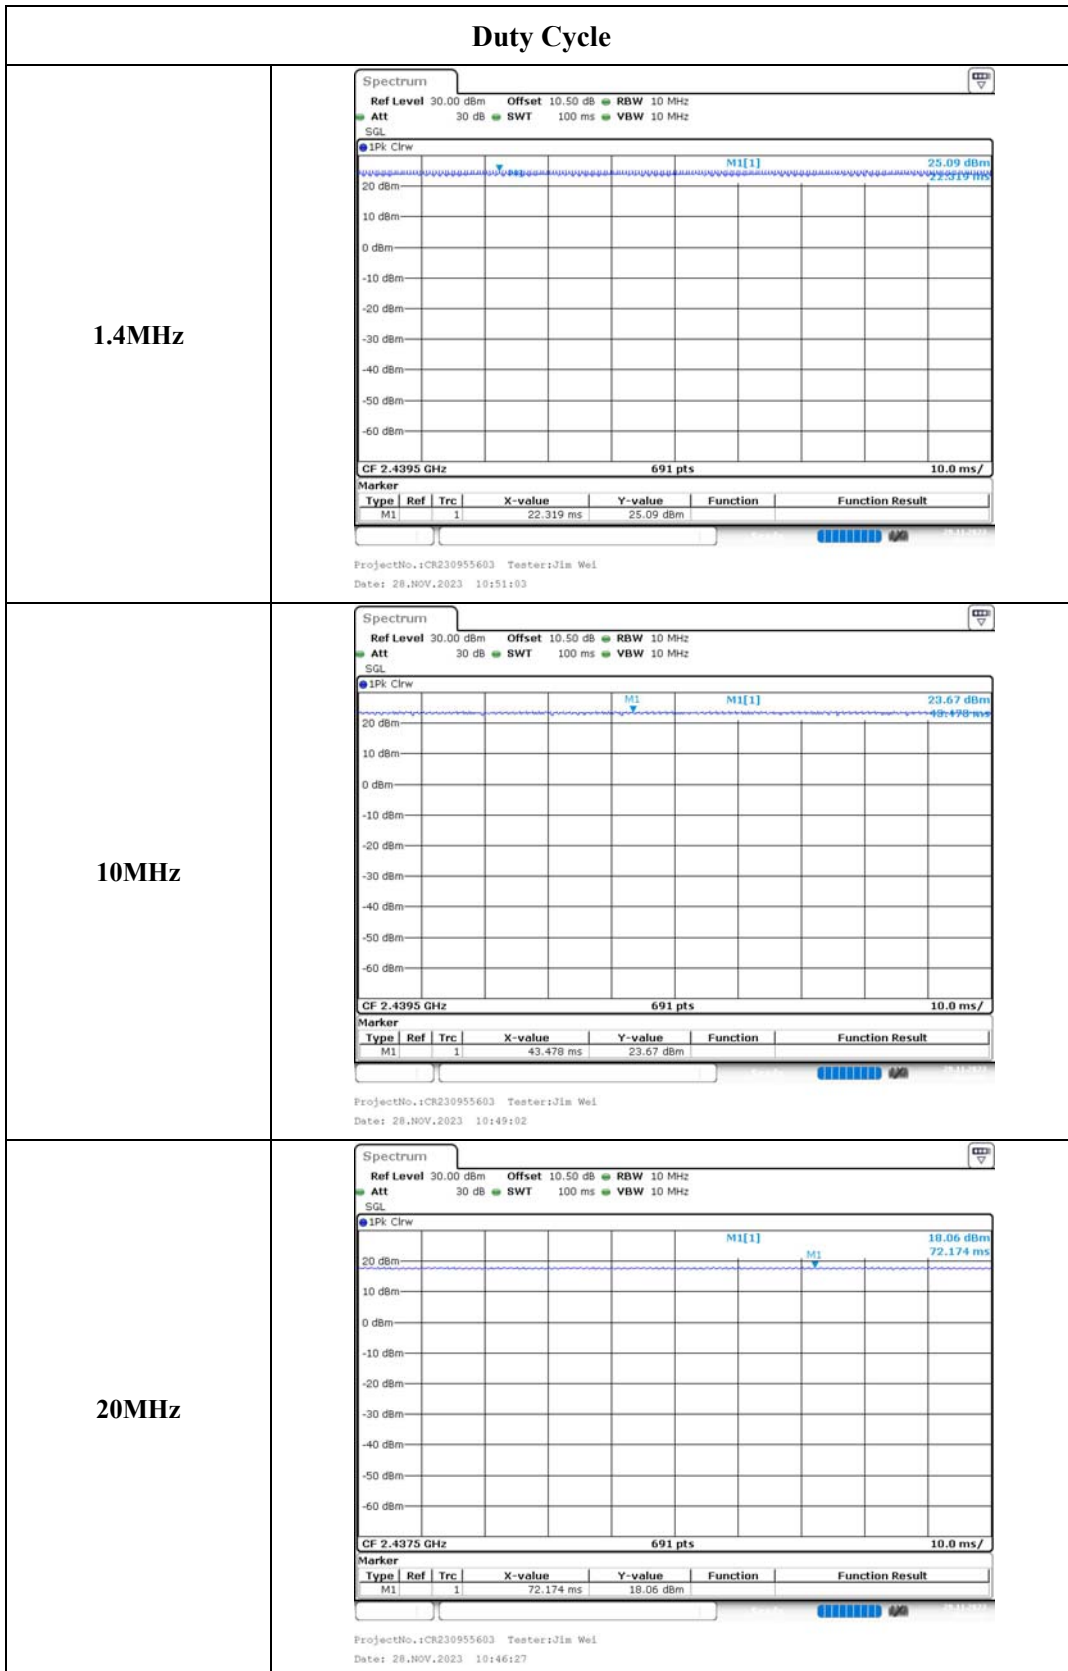 Duty Cycle
1.4MHz
Spectrum
Ref Level 30.00 dBm Offset 10.50 dB RBW 10 MHz
Att 30 dB SWT 100 ms VBW 10 MHz
SGL
1Pk Clrw
M1[1] 25.09 dBm
22.319 ms
20 dBm
10 dBm
0 dBm
-10 dBm
-20 dBm
-30 dBm
-40 dBm
-50 dBm
-60 dBm
CF 2.4395 GHz 691 pts 10.0 ms/
Marker
Type Ref Trc X-value Y-value Function Function Result
M1 1 22.319 ms 25.09 dBm
ProjectNo.:CR230955603 Tester:Jim Wei
Date: 28.NOV.2023 10:51:03
10MHz
Spectrum
Ref Level 30.00 dBm Offset 10.50 dB RBW 10 MHz
Att 30 dB SWT 100 ms VBW 10 MHz
SGL
1Pk Clrw
M1 M1[1] 23.67 dBm
43.478 ms
20 dBm
10 dBm
0 dBm
-10 dBm
-20 dBm
-30 dBm
-40 dBm
-50 dBm
-60 dBm
CF 2.4395 GHz 691 pts 10.0 ms/
Marker
Type Ref Trc X-value Y-value Function Function Result
M1 1 43.478 ms 23.67 dBm
ProjectNo.:CR230955603 Tester:Jim Wei
Date: 28.NOV.2023 10:49:02
20MHz
Spectrum
Ref Level 30.00 dBm Offset 10.50 dB RBW 10 MHz
Att 30 dB SWT 100 ms VBW 10 MHz
SGL
1Pk Clrw
M1[1] 18.06 dBm
M1 72.174 ms
20 dBm
10 dBm
0 dBm
-10 dBm
-20 dBm
-30 dBm
-40 dBm
-50 dBm
-60 dBm
CF 2.4375 GHz 691 pts 10.0 ms/
Marker
Type Ref Trc X-value Y-value Function Function Result
M1 1 72.174 ms 18.06 dBm
ProjectNo.:CR230955603 Tester:Jim Wei
Date: 28.NOV.2023 10:46:27